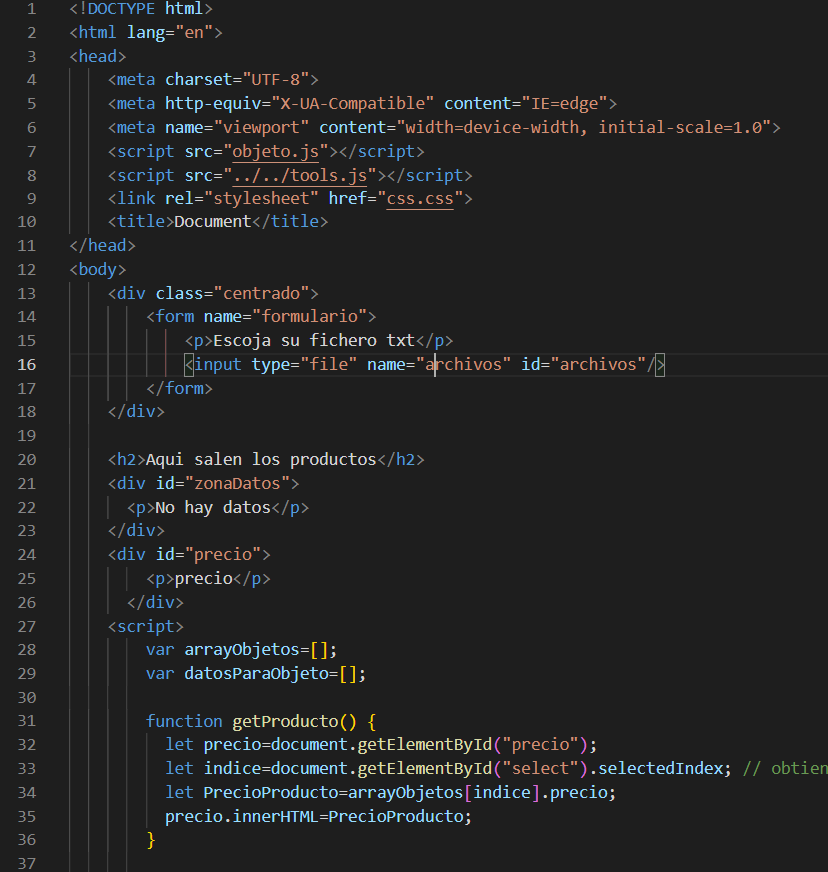 1 <!DOCTYPE html>
2 <html lang="en">
3 <head>
4 <meta charset="UTF-8">
5 <meta http-equiv="X-UA-Compatible" content="IE=edge">
6 <meta name="viewport" content="width=device-width, initial-scale=1.0">
7 <script src="objeto.js"></script>
8 <script src="../../tools.js"></script>
9 <link rel="stylesheet" href="css.css">
10 <title>Document</title>
11 </head>
12 <body>
13 <div class="centrado">
14 <form name="formulario">
15 <p>Escoja su fichero txt</p>
16 <input type="file" name="archivos" id="archivos"/>
17 </form>
18 </div>
19
20 <h2>Aqui salen los productos</h2>
21 <div id="zonaDatos">
22 <p>No hay datos</p>
23 </div>
24 <div id="precio">
25 <p>precio</p>
26 </div>
27 <script>
28 var arrayObjetos=[];
29 var datosParaObjeto=[];
30
31 function getProducto() {
32 let precio=document.getElementById("precio");
33 let indice=document.getElementById("select").selectedIndex; // obtien
34 let PrecioProducto=arrayObjetos[indice].precio;
35 precio.innerHTML=PrecioProducto;
36 }
37